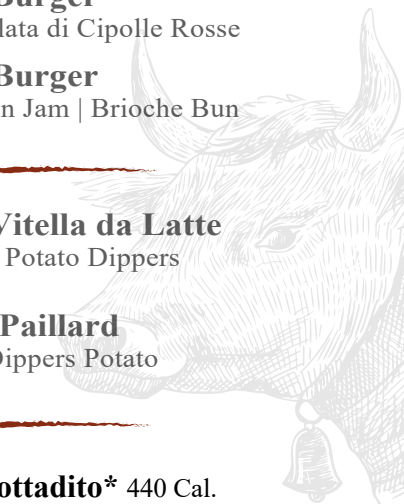 Burger
lata di Cipolle Rosse
Burger
n Jam | Brioche Bun
Vitella da Latte
Potato Dippers
Paillard
Dippers Potato
ottadito* 440 Cal.